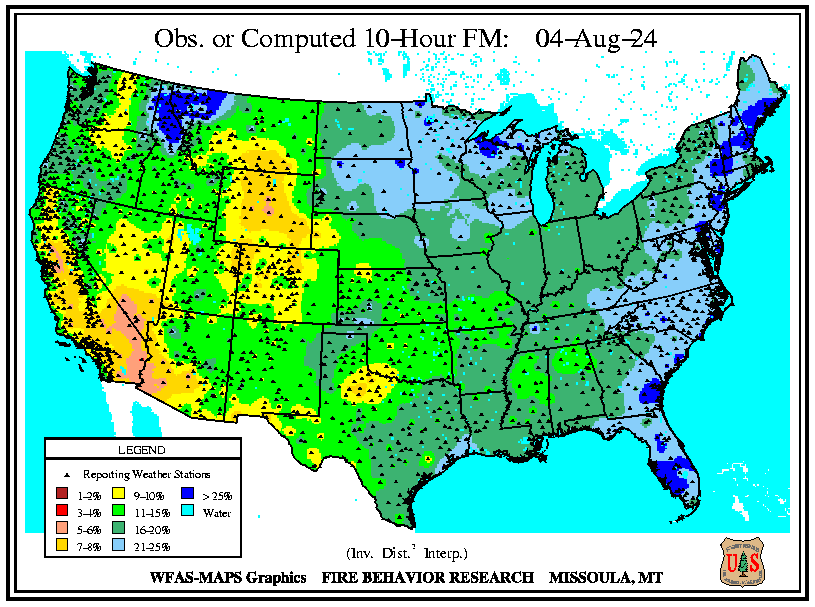 Obs. or Computed 10-Hour FM: 04-Aug-24
LEGEND
Reporting Weather Stations
1-2% 9-10% > 25%
3-4% 11-15% Water
5-6% 16-20%
7-8% 21-25%
(Inv. Dist.² Interp.)
WFAS-MAPS Graphics FIRE BEHAVIOR RESEARCH MISSOULA, MT
U S